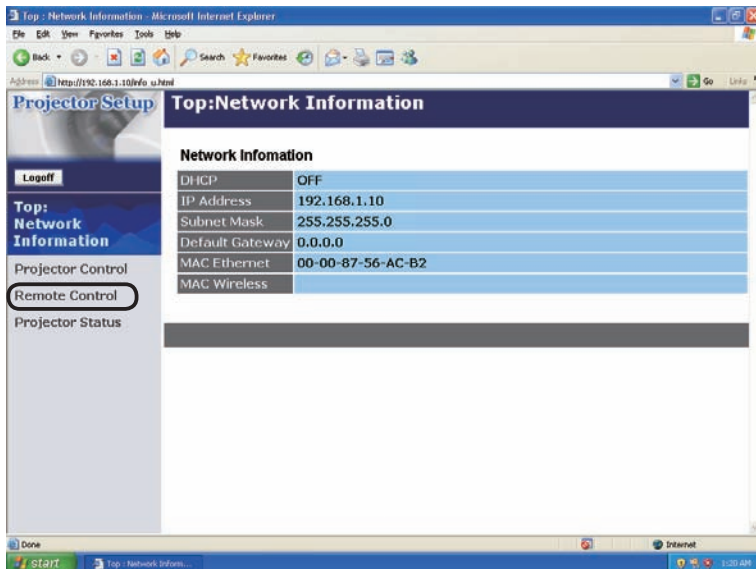 Top : Network Information - Microsoft Internet Explorer
File Edit View Favorites Tools Help
Back Search Favorites
Address http://192.168.1.10/info_u.html Go Links
Projector Setup
Top:Network Information
Logoff
Top:
Network
Information
Projector Control
Remote Control
Projector Status
Network Infomation
DHCP OFF
IP Address 192.168.1.10
Subnet Mask 255.255.255.0
Default Gateway 0.0.0.0
MAC Ethernet 00-00-87-56-AC-B2
MAC Wireless
Done Internet
start Top : Network Inform... 1:20 AM